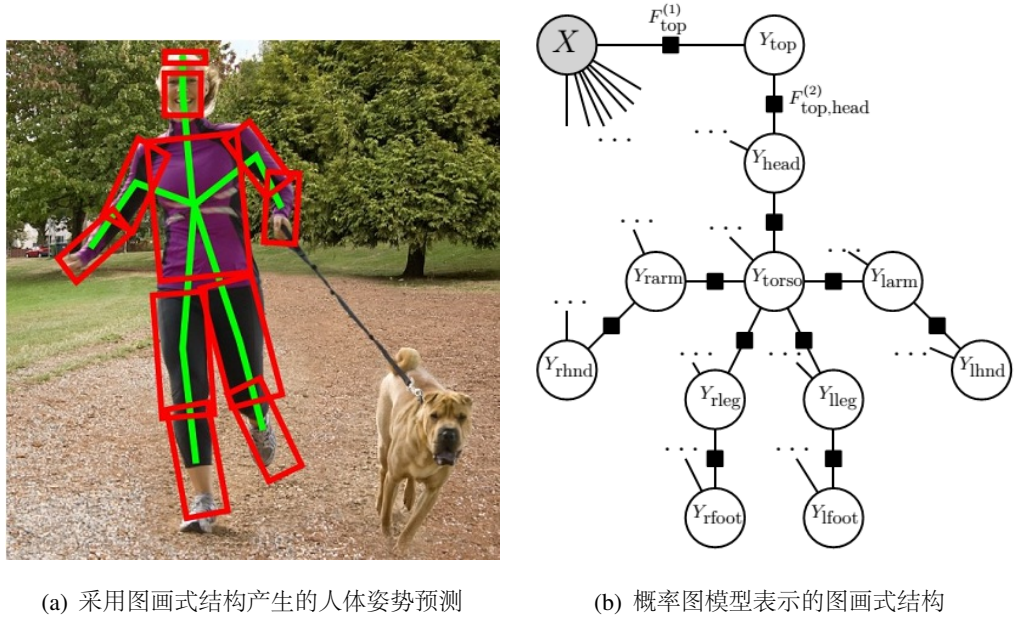 F_top^(1)
X
Y_top
F_top,head^(2)
...
...
Y_head
...
...
...
Y_rarm
Y_torso
Y_larm
...
Y_rhnd
...
...
...
Y_lhnd
Y_rleg
Y_lleg
...
...
Y_rfoot
Y_lfoot
(a) 采用图画式结构产生的人体姿势预测
(b) 概率图模型表示的图画式结构